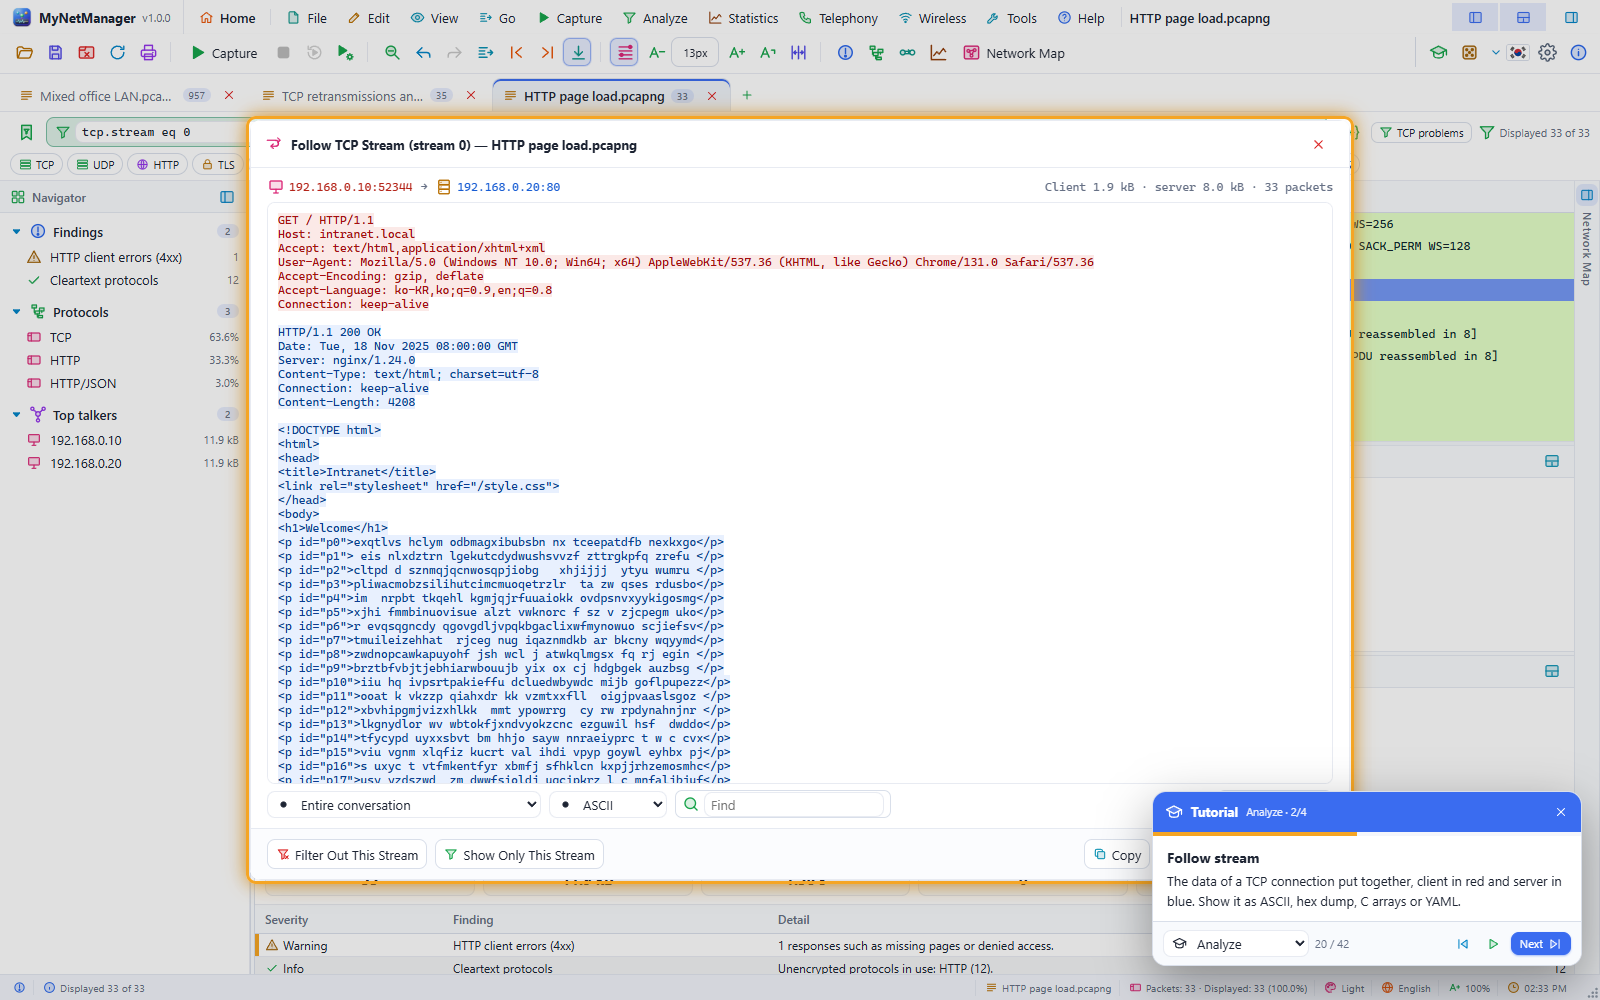 MyNetManager v1.0.0 Home File Edit View Go Capture Analyze Statistics Telephony Wireless Tools Help HTTP page load.pcapng
Capture 13px Network Map
Mixed office LAN.pca... 957 TCP retransmissions an... 35 HTTP page load.pcapng 33
tcp.stream eq 0 TCP problems Displayed 33 of 33
TCP UDP HTTP TLS
Navigator
Findings 2
HTTP client errors (4xx) 1
Cleartext protocols 12
Protocols 3
TCP 63.6%
HTTP 33.3%
HTTP/JSON 3.0%
Top talkers 2
192.168.0.10 11.9 kB
192.168.0.20 11.9 kB
Follow TCP Stream (stream 0) — HTTP page load.pcapng
192.168.0.10:52344 → 192.168.0.20:80 Client 1.9 kB · server 8.0 kB · 33 packets
GET / HTTP/1.1
Host: intranet.local
Accept: text/html,application/xhtml+xml
User-Agent: Mozilla/5.0 (Windows NT 10.0; Win64; x64) AppleWebKit/537.36 (KHTML, like Gecko) Chrome/131.0 Safari/537.36
Accept-Encoding: gzip, deflate
Accept-Language: ko-KR,ko;q=0.9,en;q=0.8
Connection: keep-alive
HTTP/1.1 200 OK
Date: Tue, 18 Nov 2025 08:00:00 GMT
Server: nginx/1.24.0
Content-Type: text/html; charset=utf-8
Connection: keep-alive
Content-Length: 4208
<!DOCTYPE html>
<html>
<head>
<title>Intranet</title>
<link rel="stylesheet" href="/style.css">
</head>
<body>
<h1>Welcome</h1>
<p id="p0">exqtlvs hclym odbmagxibubsbn nx tceepatdfb nexkxgo</p>
<p id="p1"> eis nlxdztrn lgekutcdydwushsvvzf zttrgkpfq zrefu </p>
<p id="p2">cltpd d sznmqjqcnwosqpjiobg   xhjijjj  ytyu wumru </p>
<p id="p3">pliwacmobzsilihutcimcmuoqetrzlr  ta zw qses rdusbo</p>
<p id="p4">im  nrpbt tkqehl kgmjqjrfuuaiokk ovdpsnvxyykigosmg</p>
<p id="p5">xjhi fmmbinuovisue alzt vwknorc f sz v zjcpegm uko</p>
<p id="p6">r evqsqgncdy qgovgdljvpqkbgaclixwfmynowuo scjiefsv</p>
<p id="p7">tmuileizehhat  rjceg nug iqaznmdkb ar bkcny wqyymd</p>
<p id="p8">zwdnopcawkapuyohf jsh wcl j atwkqlmgsx fq rj egin </p>
<p id="p9">brztbfvbjtjebhiarwbouujb yix ox cj hdgbgek auzbsg </p>
<p id="p10">iiu hq ivpsrtpakieffu dcluedwbywdc mijb goflpupezz</p>
<p id="p11">ooat k vkzzp qiahxdr kk vzmtxxfll  oigjpvaaslsgoz </p>
<p id="p12">xbvhipgmjvizxhlkk  mmt ypowrrg  cy rw rpdynahnjnr </p>
<p id="p13">lkgnydlor wv wbtokfjxndvyokzcnc ezguwil hsf  dwddo</p>
<p id="p14">tfycypd uyxxsbvt bm hhjo sayw nnraeiyprc t w c cvx</p>
<p id="p15">viu vgnm xlqfiz kucrt val ihdi vpyp goywl eyhbx pj</p>
<p id="p16">s uxyc t vtfmkentfyr xbmfj sfhklcn kxpjjrhzemosmhc</p>
<p id="p17">usv vzdszwd  zm dwwfsioldi ugcipkrz l c mnfaljbjuf</p>
WS=256
SACK_PERM WS=128
reassembled in 8]
PDU reassembled in 8]
Network Map
Entire conversation ASCII Find
Filter Out This Stream Show Only This Stream Copy
Tutorial Analyze · 2/4
Follow stream
The data of a TCP connection put together, client in red and server in
blue. Show it as ASCII, hex dump, C arrays or YAML.
Analyze 20 / 42 Next
Severity Finding Detail
Warning HTTP client errors (4xx) 1 responses such as missing pages or denied access.
Info Cleartext protocols Unencrypted protocols in use: HTTP (12). 12
Displayed 33 of 33 HTTP page load.pcapng Packets: 33 · Displayed: 33 (100.0%) Light English 100% 02:33 PM